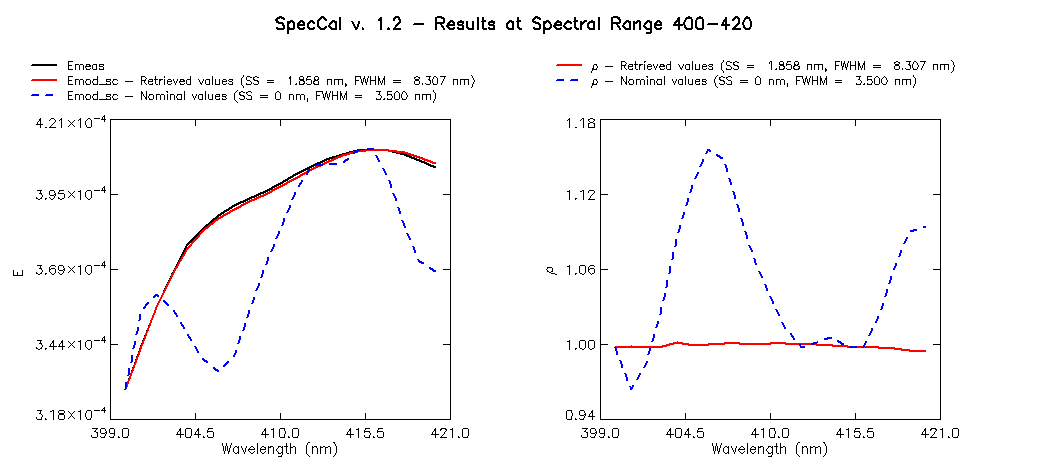 SpecCal v. 1.2 - Results at Spectral Range 400-420
Emeas
Emod_sc - Retrieved values (SS = 1.858 nm, FWHM = 8.307 nm)
Emod_sc - Nominal values (SS = 0 nm, FWHM = 3.500 nm)
4.21×10⁻⁴
3.95×10⁻⁴
3.69×10⁻⁴
3.44×10⁻⁴
3.18×10⁻⁴
E
399.0 404.5 410.0 415.5 421.0
Wavelength (nm)
ρ - Retrieved values (SS = 1.858 nm, FWHM = 8.307 nm)
ρ - Nominal values (SS = 0 nm, FWHM = 3.500 nm)
1.18
1.12
1.06
1.00
0.94
ρ
399.0 404.5 410.0 415.5 421.0
Wavelength (nm)